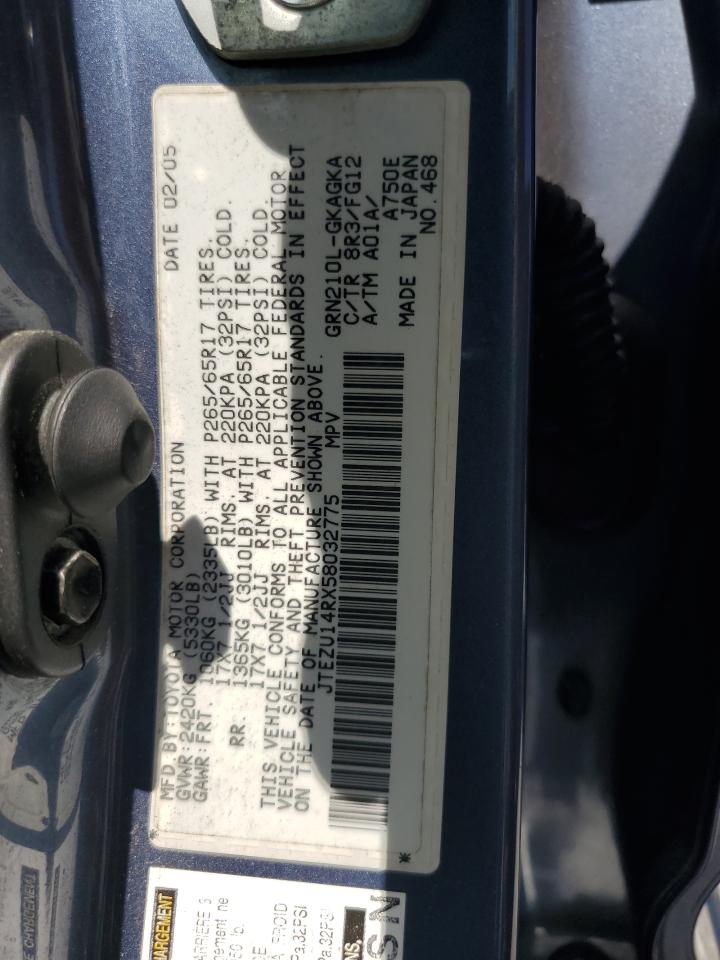 MFD.BY:TOYOTA MOTOR CORPORATION DATE 02/05
GVWR:2420KG (5330LB)
GAWR:FRT. 1060KG (2335LB) WITH P265/65R17 TIRES.
17X7 1/2JJ RIMS. AT 220KPA (32PSI) COLD.
RR. 1365KG (3010LB) WITH P265/65R17 TIRES.
17X7 1/2JJ RIMS. AT 220KPA (32PSI) COLD.
THIS VEHICLE CONFORMS TO ALL APPLICABLE FEDERAL MOTOR
VEHICLE SAFETY AND THEFT PREVENTION STANDARDS IN EFFECT
ON THE DATE OF MANUFACTURE SHOWN ABOVE.
JTEZU14RX58032775 MPV
GRN210L-GKAGKA
C/TR 8R3/FG12
A/TM A01A/
A750E
MADE IN JAPAN
NO.468
*
CHARGEMENT
ARRIERE 3